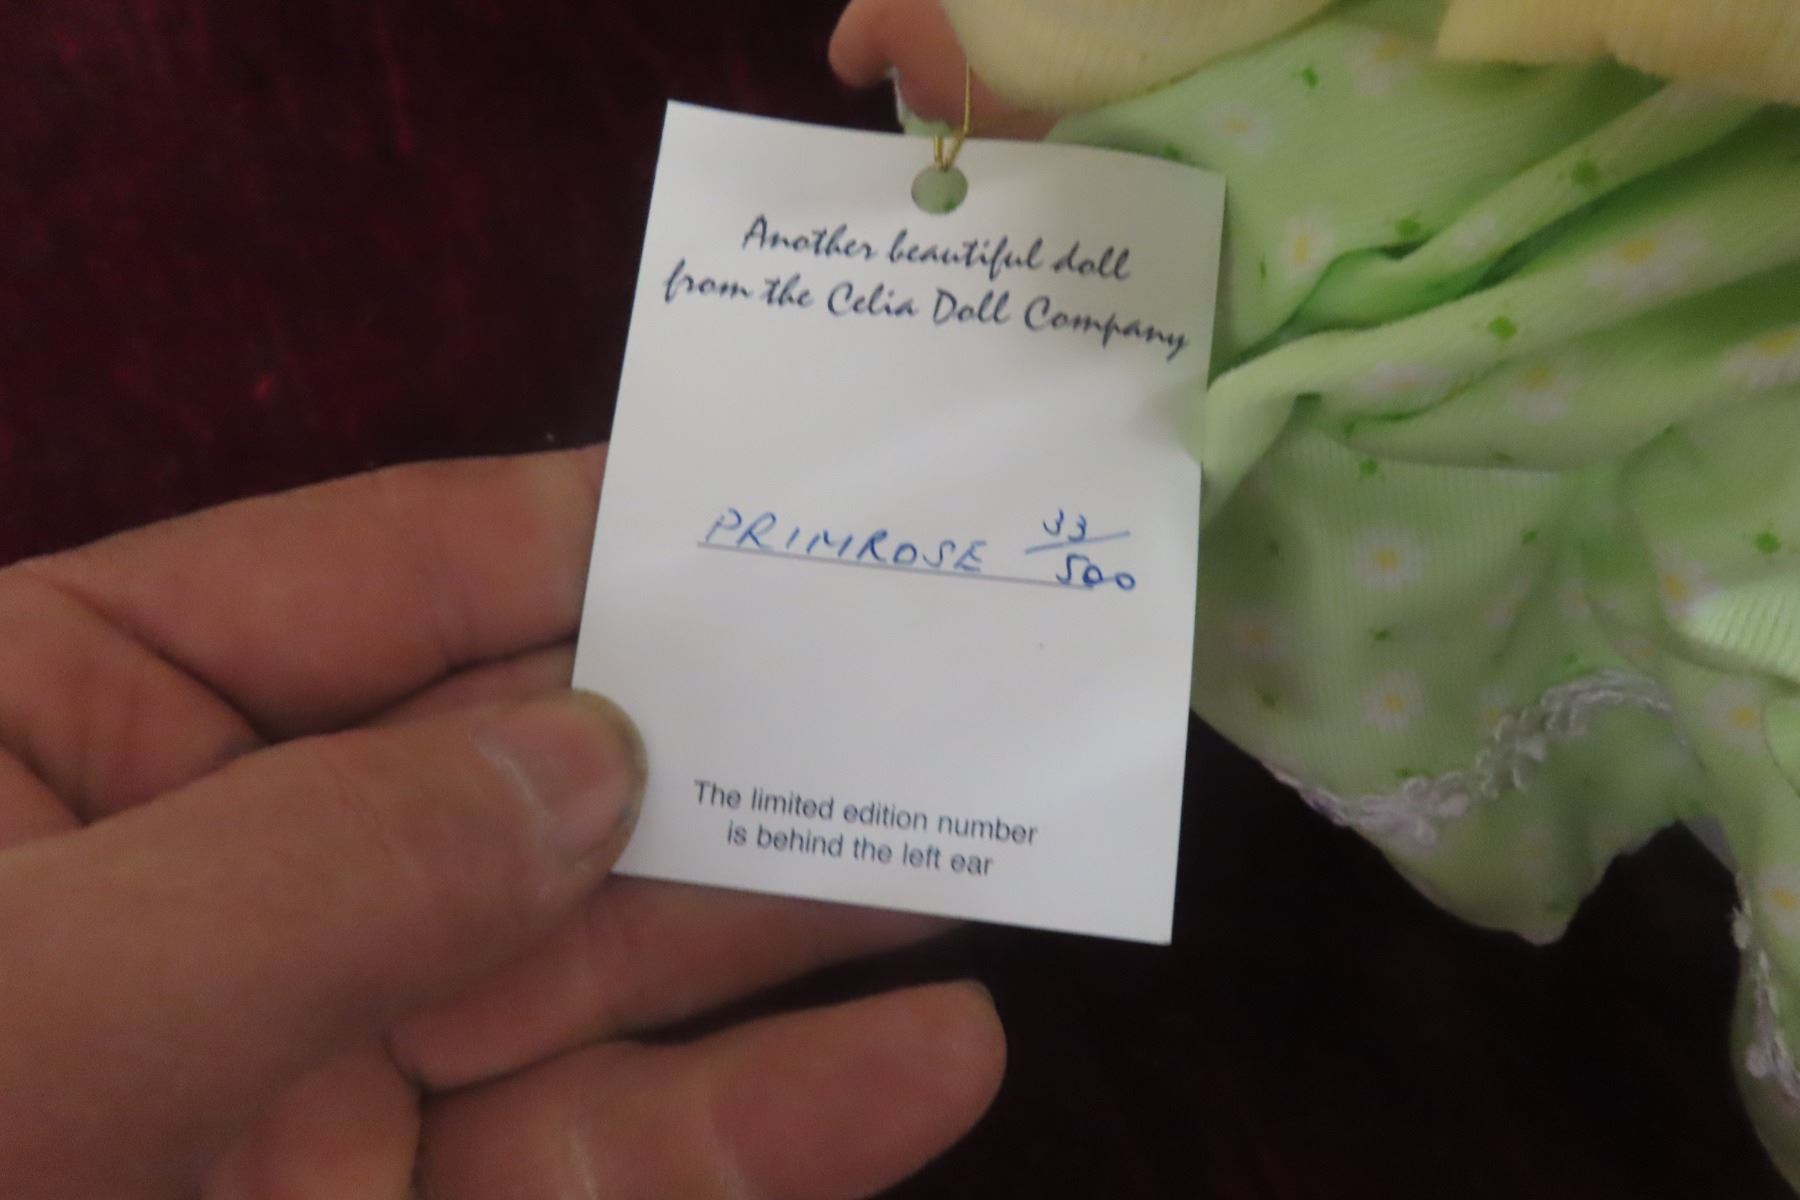 Another beautiful doll
from the Celia Doll Company
PRIMROSE 33/500
The limited edition number
is behind the left ear